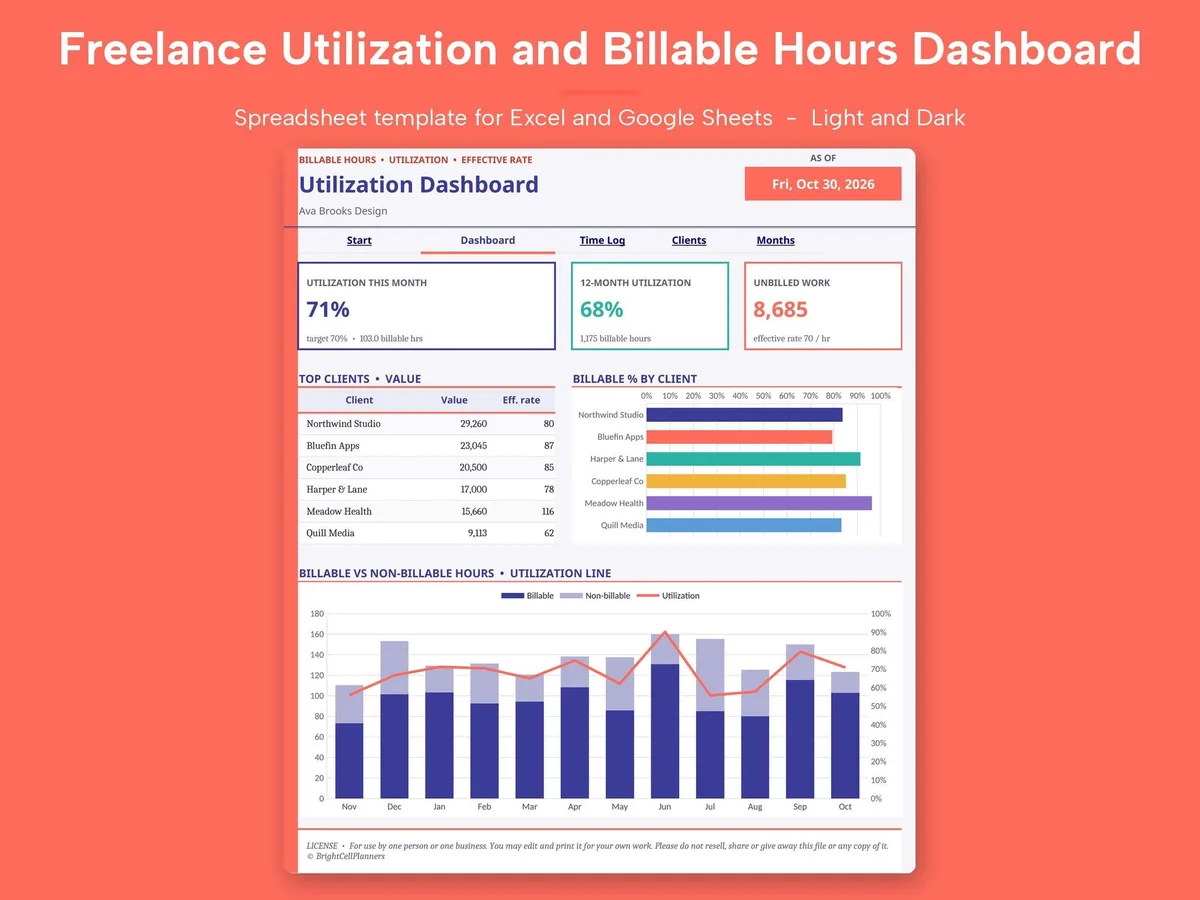 Freelance Utilization and Billable Hours Dashboard
Spreadsheet template for Excel and Google Sheets - Light and Dark
BILLABLE HOURS • UTILIZATION • EFFECTIVE RATE
AS OF
Utilization Dashboard
Fri, Oct 30, 2026
Ava Brooks Design
Start Dashboard Time Log Clients Months
UTILIZATION THIS MONTH
71%
target 70% • 103.0 billable hrs
12-MONTH UTILIZATION
68%
1,175 billable hours
UNBILLED WORK
8,685
effective rate 70 / hr
TOP CLIENTS • VALUE
Client Value Eff. rate
Northwind Studio 29,260 80
Bluefin Apps 23,045 87
Copperleaf Co 20,500 85
Harper & Lane 17,000 78
Meadow Health 15,660 116
Quill Media 9,113 62
BILLABLE % BY CLIENT
0% 10% 20% 30% 40% 50% 60% 70% 80% 90% 100%
Northwind Studio
Bluefin Apps
Harper & Lane
Copperleaf Co
Meadow Health
Quill Media
BILLABLE VS NON-BILLABLE HOURS • UTILIZATION LINE
Billable Non-billable Utilization
180
160
140
120
100
80
60
40
20
0
100%
90%
80%
70%
60%
50%
40%
30%
20%
10%
0%
Nov Dec Jan Feb Mar Apr May Jun Jul Aug Sep Oct
LICENSE • For use by one person or one business. You may edit and print it for your own work. Please do not resell, share or give away this file or any copy of it.
© BrightCellPlanners